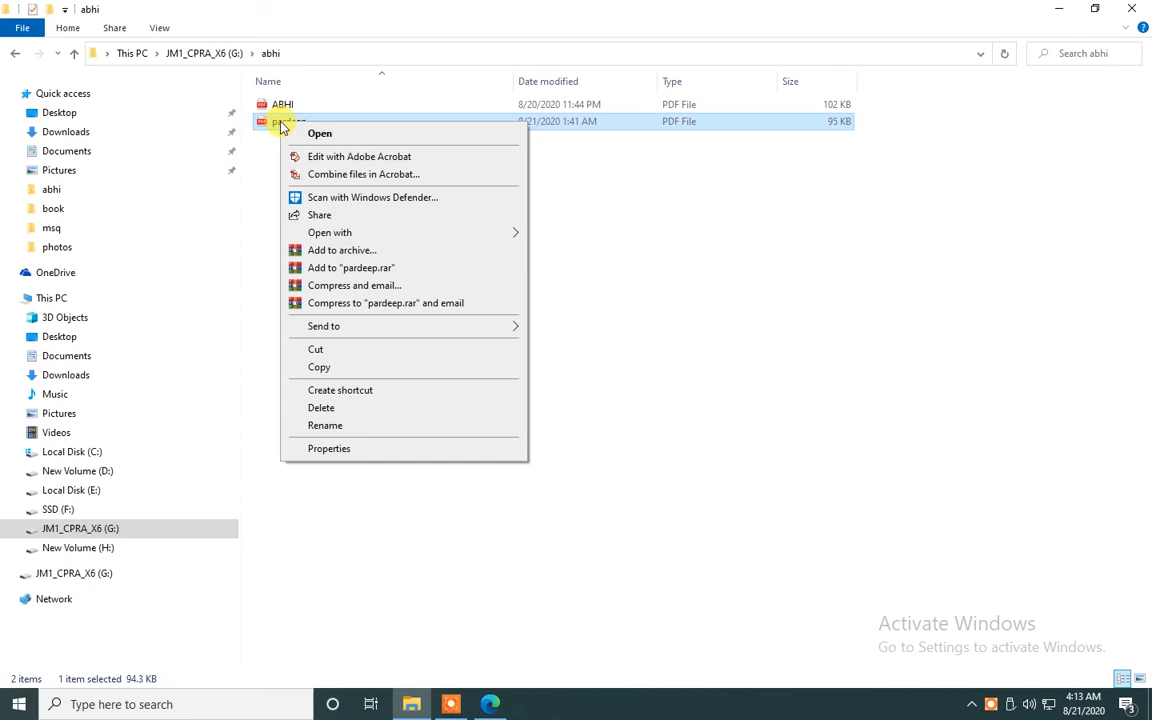 abhi
File Home Share View
This PC > JM1_CPRA_X6 (G:) > abhi
Search abhi
Name Date modified Type Size
ABHI 8/20/2020 11:44 PM PDF File 102 KB
8/21/2020 1:41 AM PDF File 95 KB
Open
Edit with Adobe Acrobat
Combine files in Acrobat...
Scan with Windows Defender...
Share
Open with
Add to archive...
Add to "pardeep.rar"
Compress and email...
Compress to "pardeep.rar" and email
Send to
Cut
Copy
Create shortcut
Delete
Rename
Properties
Quick access
Desktop
Downloads
Documents
Pictures
abhi
book
msq
photos
OneDrive
This PC
3D Objects
Desktop
Documents
Downloads
Music
Pictures
Videos
Local Disk (C:)
New Volume (D:)
Local Disk (E:)
SSD (F:)
JM1_CPRA_X6 (G:)
New Volume (H:)
JM1_CPRA_X6 (G:)
Network
Activate Windows
Go to Settings to activate Windows.
2 items 1 item selected 94.3 KB
Type here to search
4:13 AM
8/21/2020
3